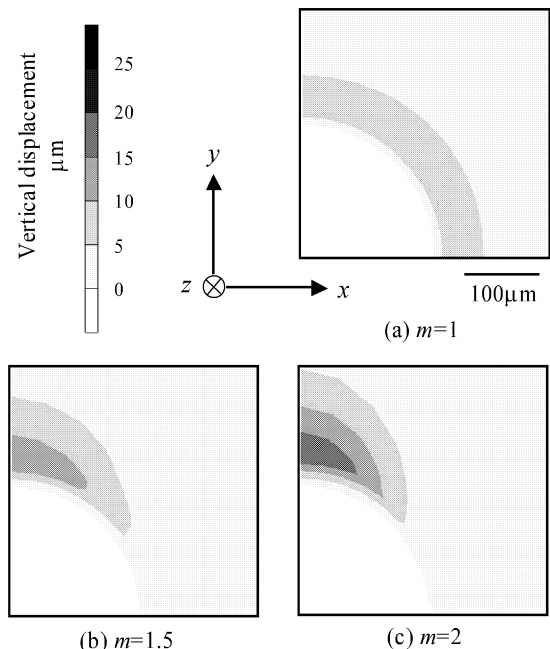 Vertical displacement
μm
25
20
15
10
5
0
y
z
x
100μm
(a) m=1
(b) m=1.5
(c) m=2